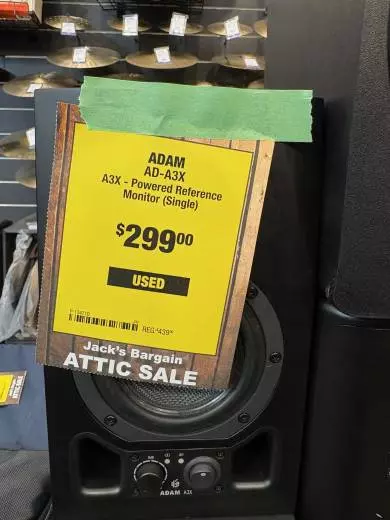 ADAM
AD-A3X
A3X - Powered Reference
Monitor (Single)
$299.00
USED
REG:$439
Jack's Bargain
ATTIC SALE
ADAM A3X